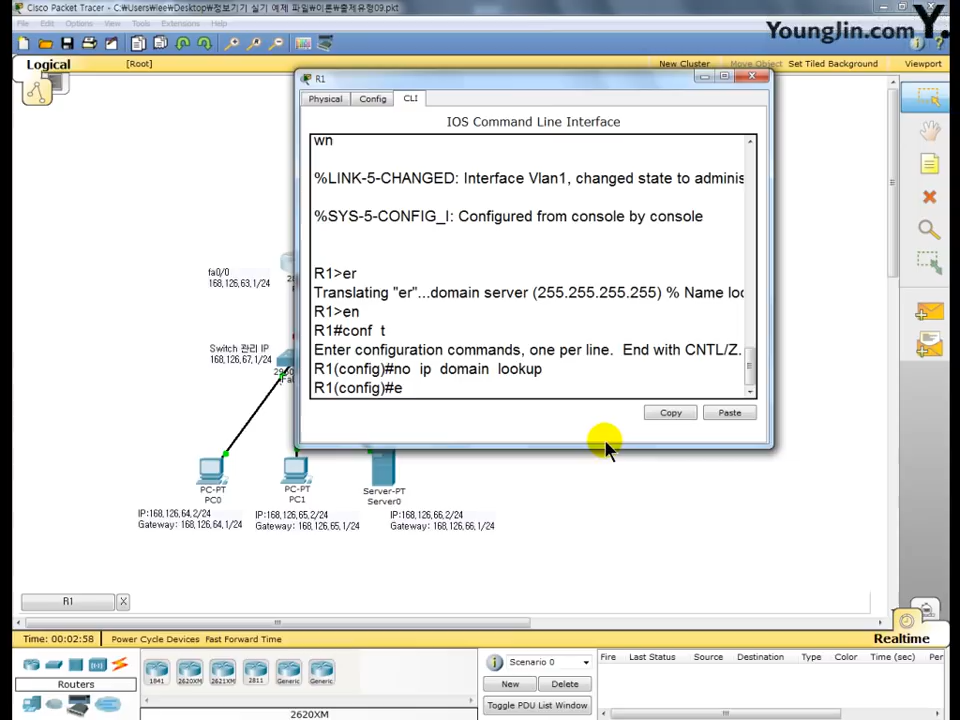 Cisco Packet Tracer - C:\Users\lee\Desktop\정보기기 실기 예제 파일\이론\출제유형09.pkt
File Edit Options View Tools Extensions Help
YoungJin.com Y.
Logical [Root] New Cluster Move Object Set Tiled Background Viewport
R1
Physical Config CLI
IOS Command Line Interface
wn
%LINK-5-CHANGED: Interface Vlan1, changed state to adminis
%SYS-5-CONFIG_I: Configured from console by console
R1>er
Translating "er"...domain server (255.255.255.255) % Name loo
R1>en
R1#conf t
Enter configuration commands, one per line. End with CNTL/Z.
R1(config)#no ip domain lookup
R1(config)#e
Copy Paste
fa0/0
168,126,63,1/24
Switch 관리 IP
168,126,67,1/24
PC-PT
PC0
PC-PT
PC1
Server-PT
Server0
IP:168,126,64,2/24
Gateway: 168,126,64,1/24
IP:168,126,65,2/24
Gateway: 168,126,65,1/24
IP:168,126,66,2/24
Gateway: 168,126,66,1/24
R1 X
Time: 00:02:58 Power Cycle Devices Fast Forward Time Realtime
Routers
1841 2620XM 2621XM 2811 Generic Generic
2620XM
Scenario 0
New Delete
Toggle PDU List Window
Fire Last Status Source Destination Type Color Time (sec) Per